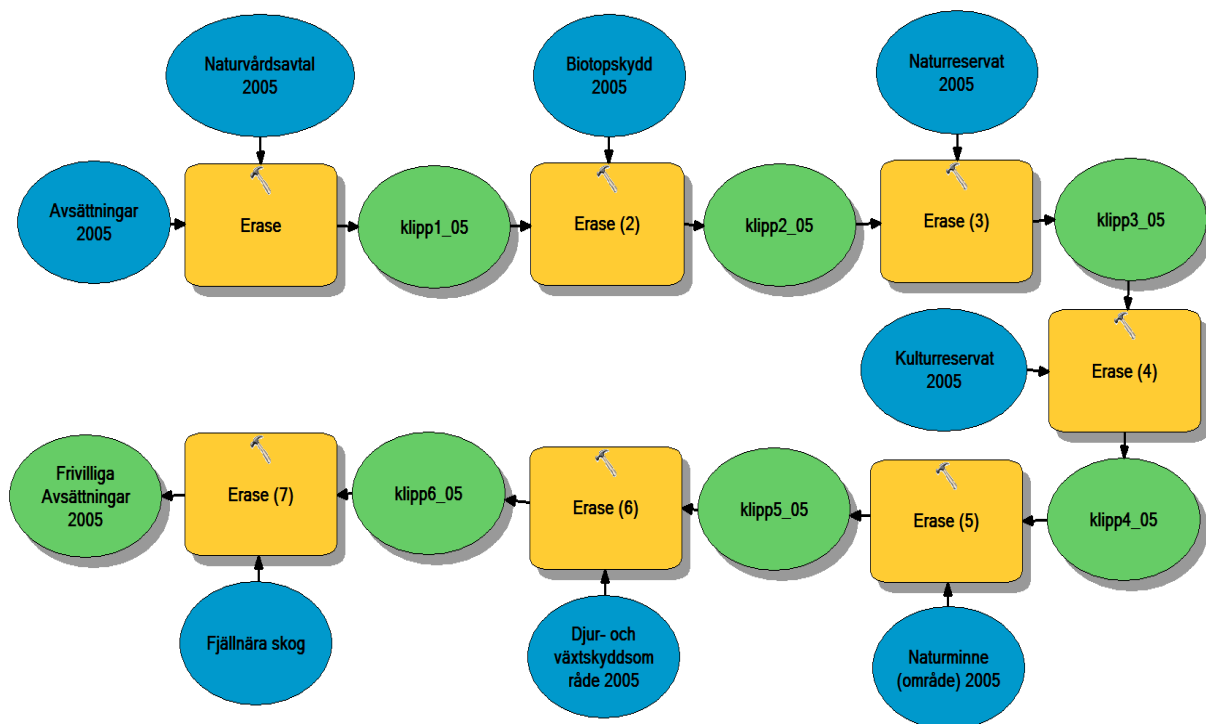 Naturvårdsavtal
2005
Biotopskydd
2005
Naturreservat
2005
Avsättningar
2005
Erase
klipp1_05
Erase (2)
klipp2_05
Erase (3)
klipp3_05
Kulturreservat
2005
Erase (4)
Frivilliga
Avsättningar
2005
Erase (7)
klipp6_05
Erase (6)
klipp5_05
Erase (5)
klipp4_05
Fjällnära skog
Djur- och
växtskyddsom
råde 2005
Naturminne
(område) 2005